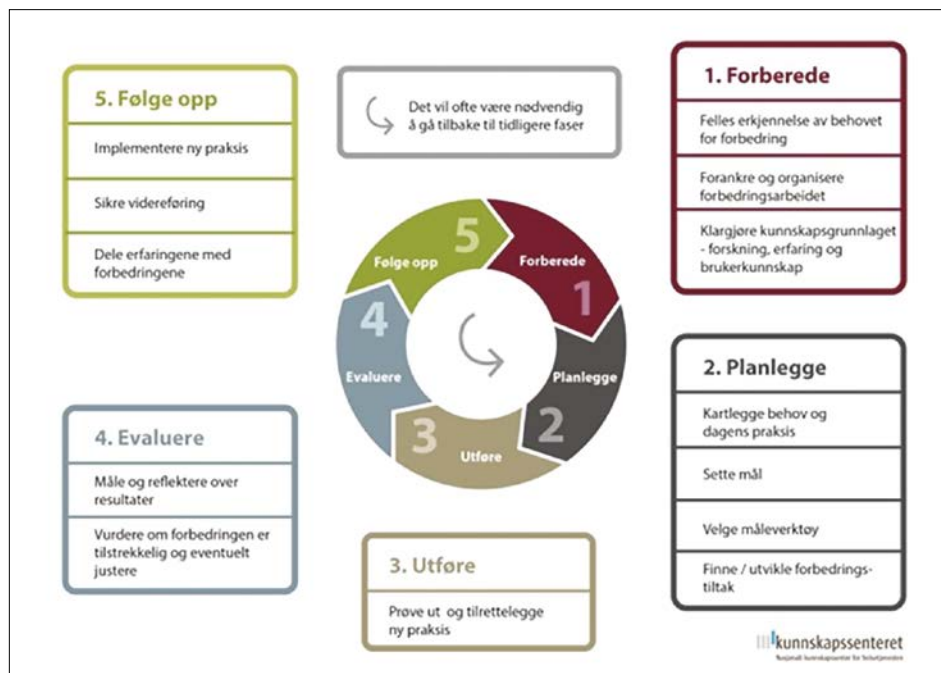 5. Følge opp
Implementere ny praksis
Sikre videreføring
Dele erfaringene med
forbedringene
Det vil ofte være nødvendig
å gå tilbake til tidligere faser
1. Forberede
Felles erkjennelse av behovet
for forbedring
Forankre og organisere
forbedringsarbeidet
Klargjøre kunnskapsgrunnlaget
- forskning, erfaring og
brukerkunnskap
5
Følge opp
Forberede
1
4
Evaluere
Planlegge
2
3
Utføre
2. Planlegge
Kartlegge behov og
dagens praksis
Sette mål
Velge måleverktøy
Finne / utvikle forbedrings-
tiltak
4. Evaluere
Måle og reflektere over
resultater
Vurdere om forbedringen er
tilstrekkelig og eventuelt
justere
3. Utføre
Prøve ut og tilrettelegge
ny praksis
kunnskapssenteret
Nasjonalt kunnskapssenter for helsetjenesten